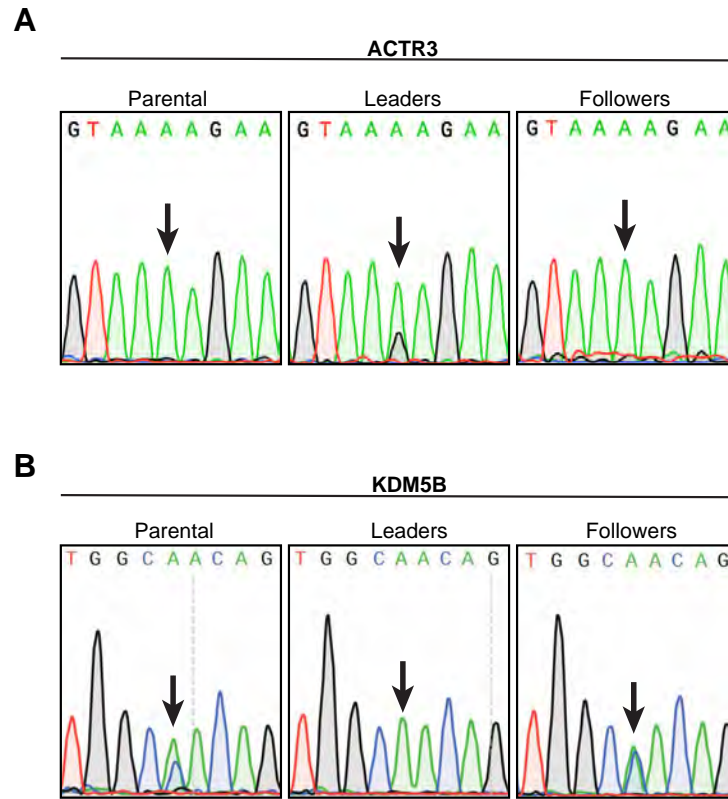 A
ACTR3
Parental Leaders Followers
G T A A A A G A A G T A A A A G A A G T A A A A G A A
B
KDM5B
Parental Leaders Followers
T G G C A A C A G T G G C A A C A G T G G C A A C A G